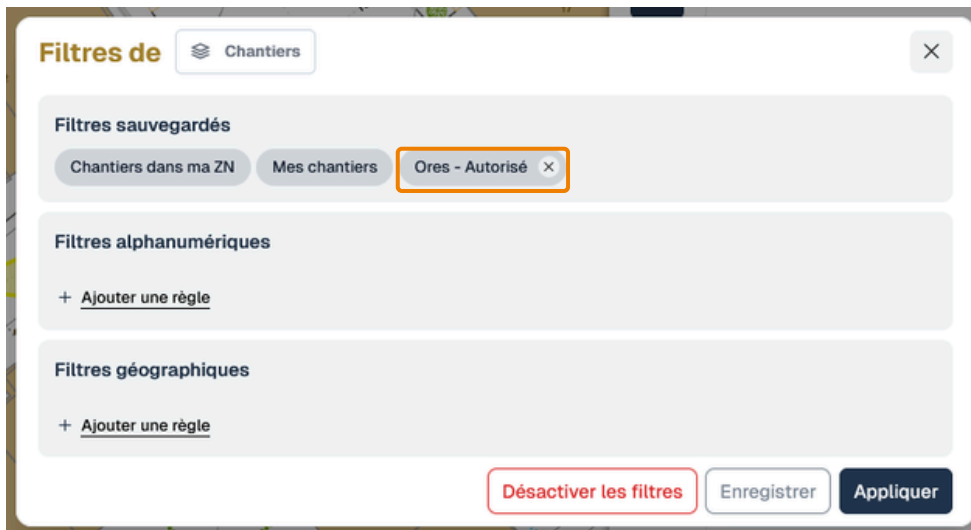 Filtres de Chantiers
Filtres sauvegardés
Chantiers dans ma ZN Mes chantiers Ores - Autorisé
Filtres alphanumériques
+ Ajouter une règle
Filtres géographiques
+ Ajouter une règle
Désactiver les filtres Enregistrer Appliquer